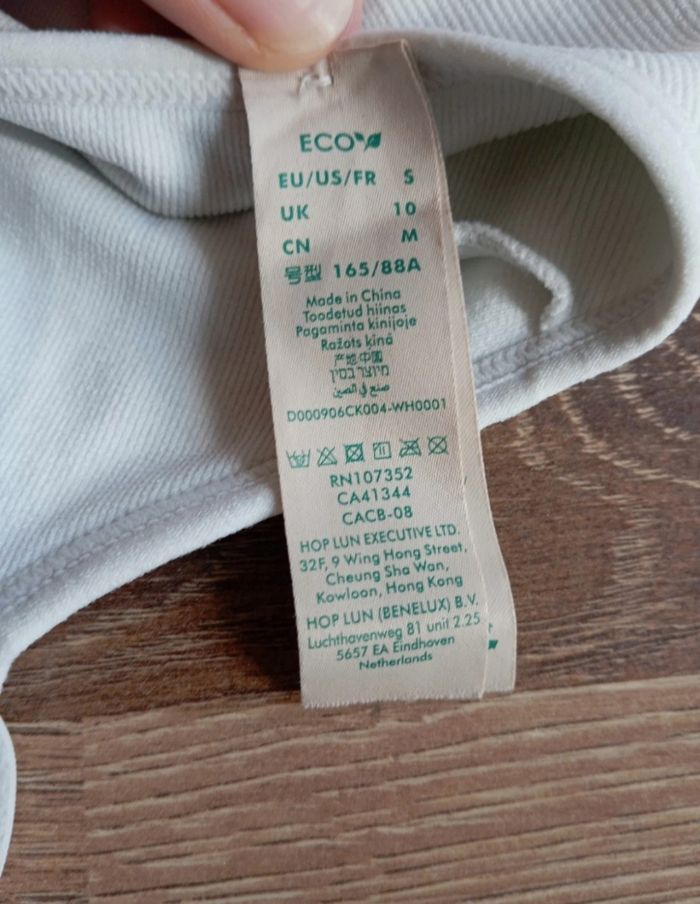 ECO
EU/US/FR S
UK 10
CN M
号型 165/88A
Made in China
Toodetud hiinas
Pagaminta kinijoje
Ražots ķīnā
产地中国
מיוצר בסין
صنع في الصين
D000906CK004-WH0001
RN107352
CA41344
CACB-08
HOP LUN EXECUTIVE LTD.
32F, 9 Wing Hong Street,
Cheung Sha Wan,
Kowloon, Hong Kong
HOP LUN (BENELUX) B.V.
Luchthavenweg 81 unit 2.25
5657 EA Eindhoven
Netherlands